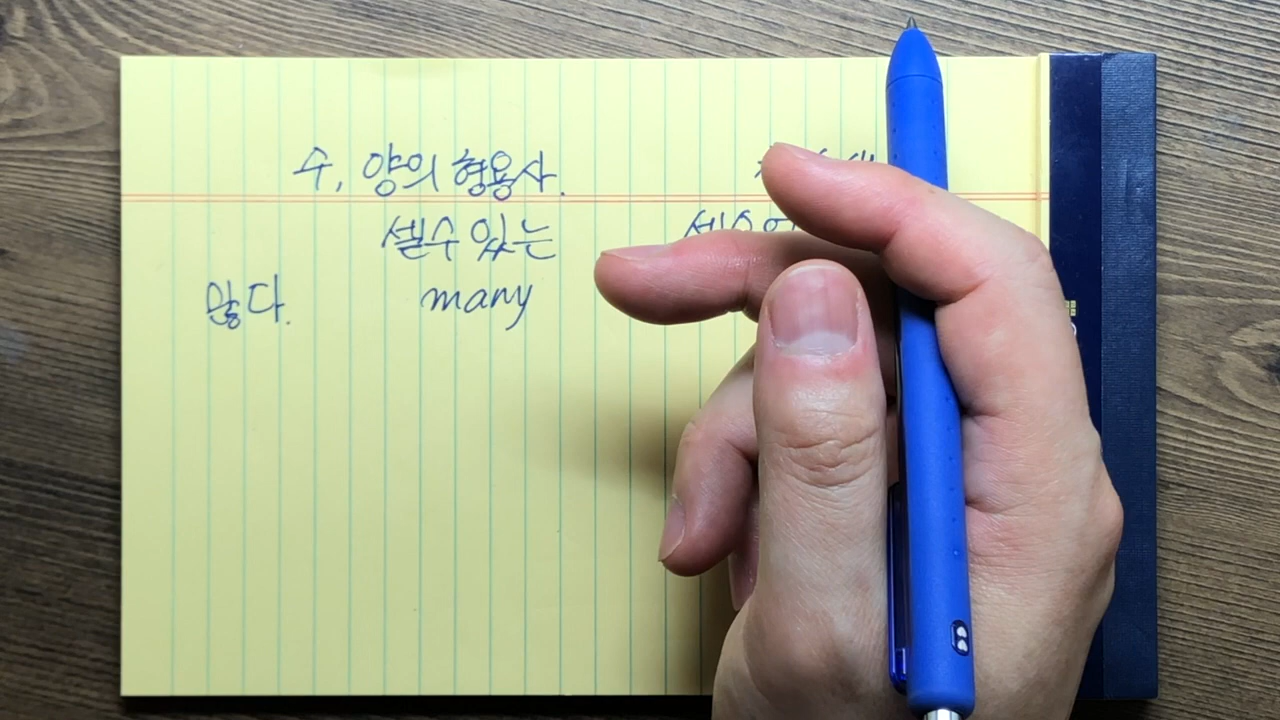 수, 양의 형용사.
셀수 있는
많다. many